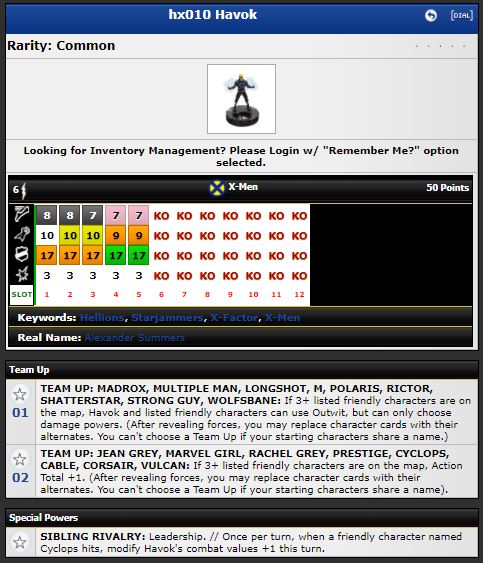 hx010 Havok
[DIAL]
Rarity: Common
Looking for Inventory Management? Please Login w/ "Remember Me?" option
selected.
6 X-Men 50 Points
8 8 7 7 7 KO KO KO KO KO KO KO
10 10 10 9 9 KO KO KO KO KO KO KO
17 17 17 17 17 KO KO KO KO KO KO KO
3 3 3 3 3 KO KO KO KO KO KO KO
SLOT 1 2 3 4 5 6 7 8 9 10 11 12
Keywords: Hellions, Starjammers, X-Factor, X-Men
Real Name: Alexander Summers
Team Up
01
TEAM UP: MADROX, MULTIPLE MAN, LONGSHOT, M, POLARIS, RICTOR,
SHATTERSTAR, STRONG GUY, WOLFSBANE: If 3+ listed friendly characters are on
the map, Havok and listed friendly characters can use Outwit, but can only choose
damage powers. (After revealing forces, you may replace character cards with their
alternates. You can't choose a Team Up if your starting characters share a name.)
02
TEAM UP: JEAN GREY, MARVEL GIRL, RACHEL GREY, PRESTIGE, CYCLOPS,
CABLE, CORSAIR, VULCAN: If 3+ listed friendly characters are on the map, Action
Total +1. (After revealing forces, you may replace character cards with their
alternates. You can't choose a Team Up if your starting characters share a name).
Special Powers
SIBLING RIVALRY: Leadership. // Once per turn, when a friendly character named
Cyclops hits, modify Havok's combat values +1 this turn.